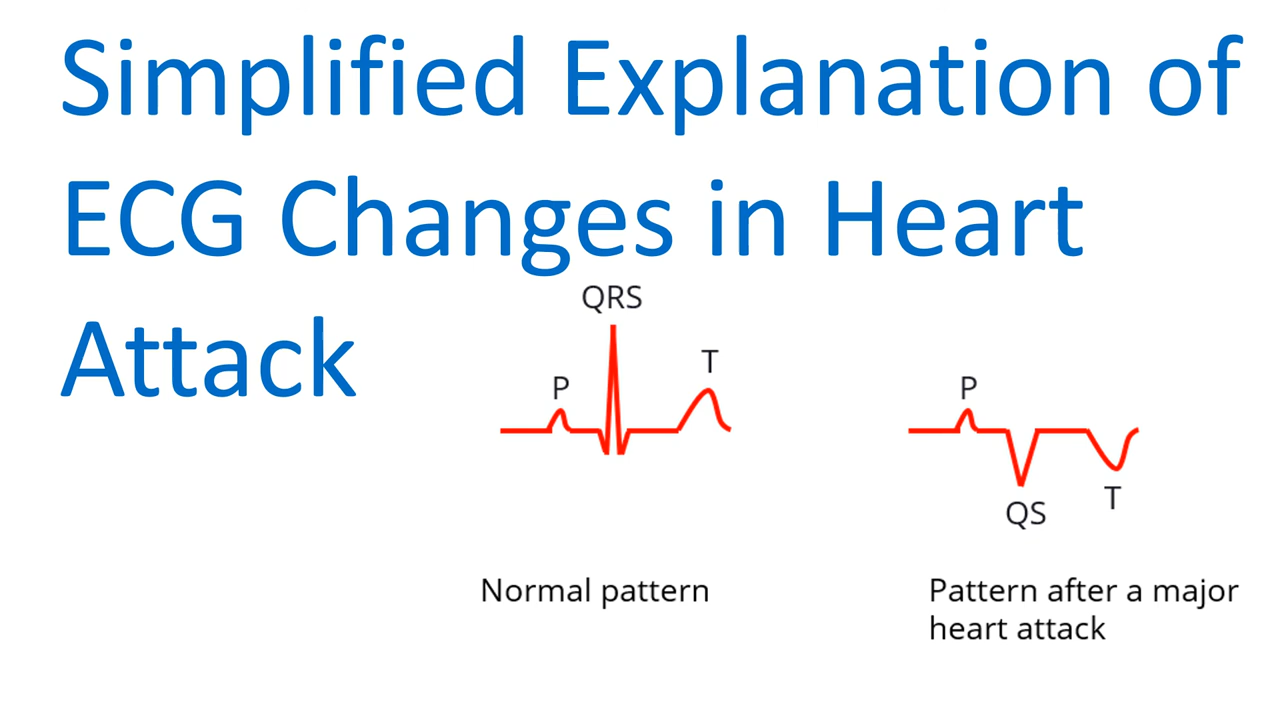 Simplified Explanation of
ECG Changes in Heart
Attack
QRS
P
T
Normal pattern
P
QS
T
Pattern after a major
heart attack